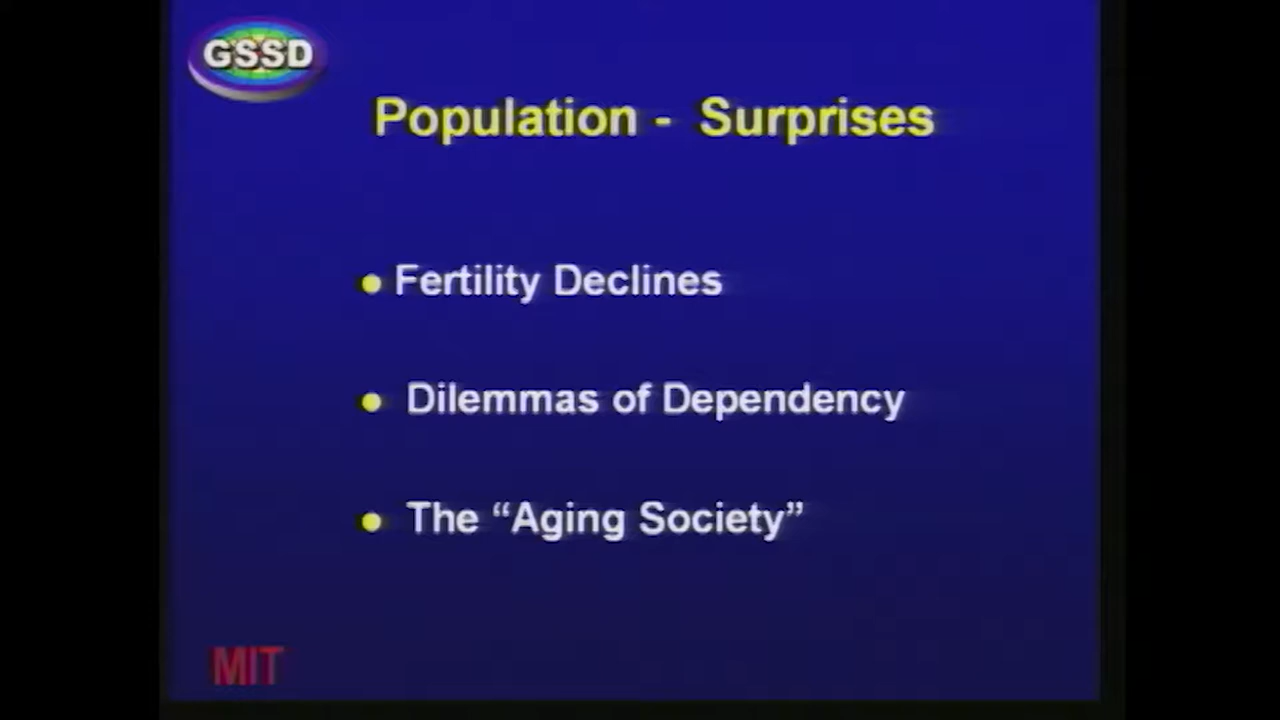 GSSD
Population - Surprises
• Fertility Declines
• Dilemmas of Dependency
• The “Aging Society”
MIT